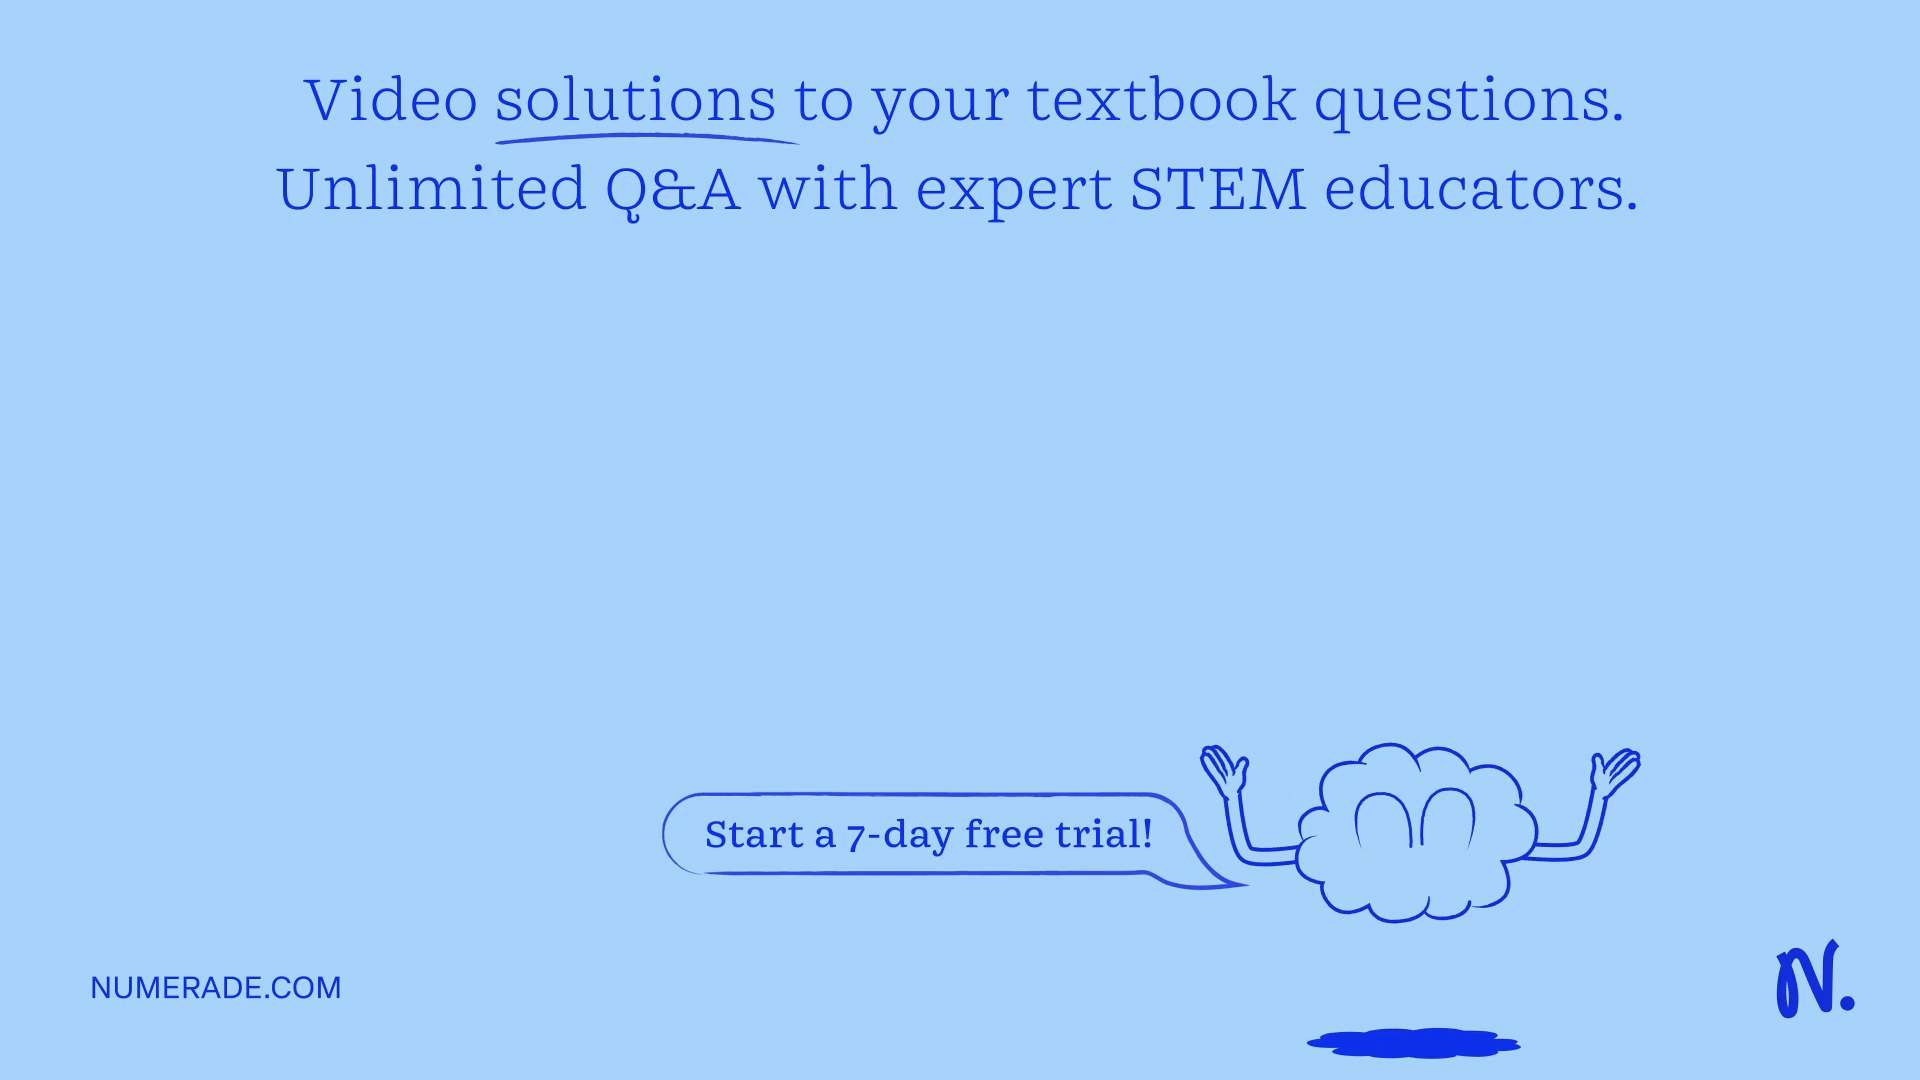 Video solutions to your textbook questions.
Unlimited Q&A with expert STEM educators.
Start a 7-day free trial!
NUMERADE.COM
N.